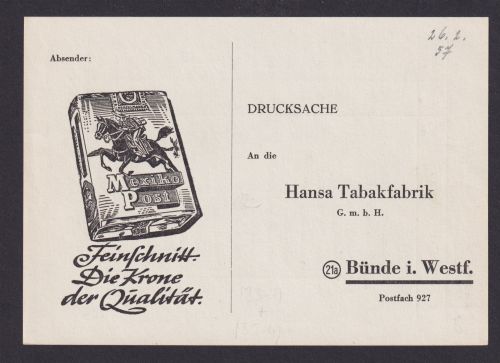 26. 2.
57
Absender:
DRUCKSACHE
An die
Hansa Tabakfabrik
G. m. b. H.
21a Bünde i. Westf.
Postfach 927
Mexiko
Post
Feinschnitt
Die Krone
der Qualität.